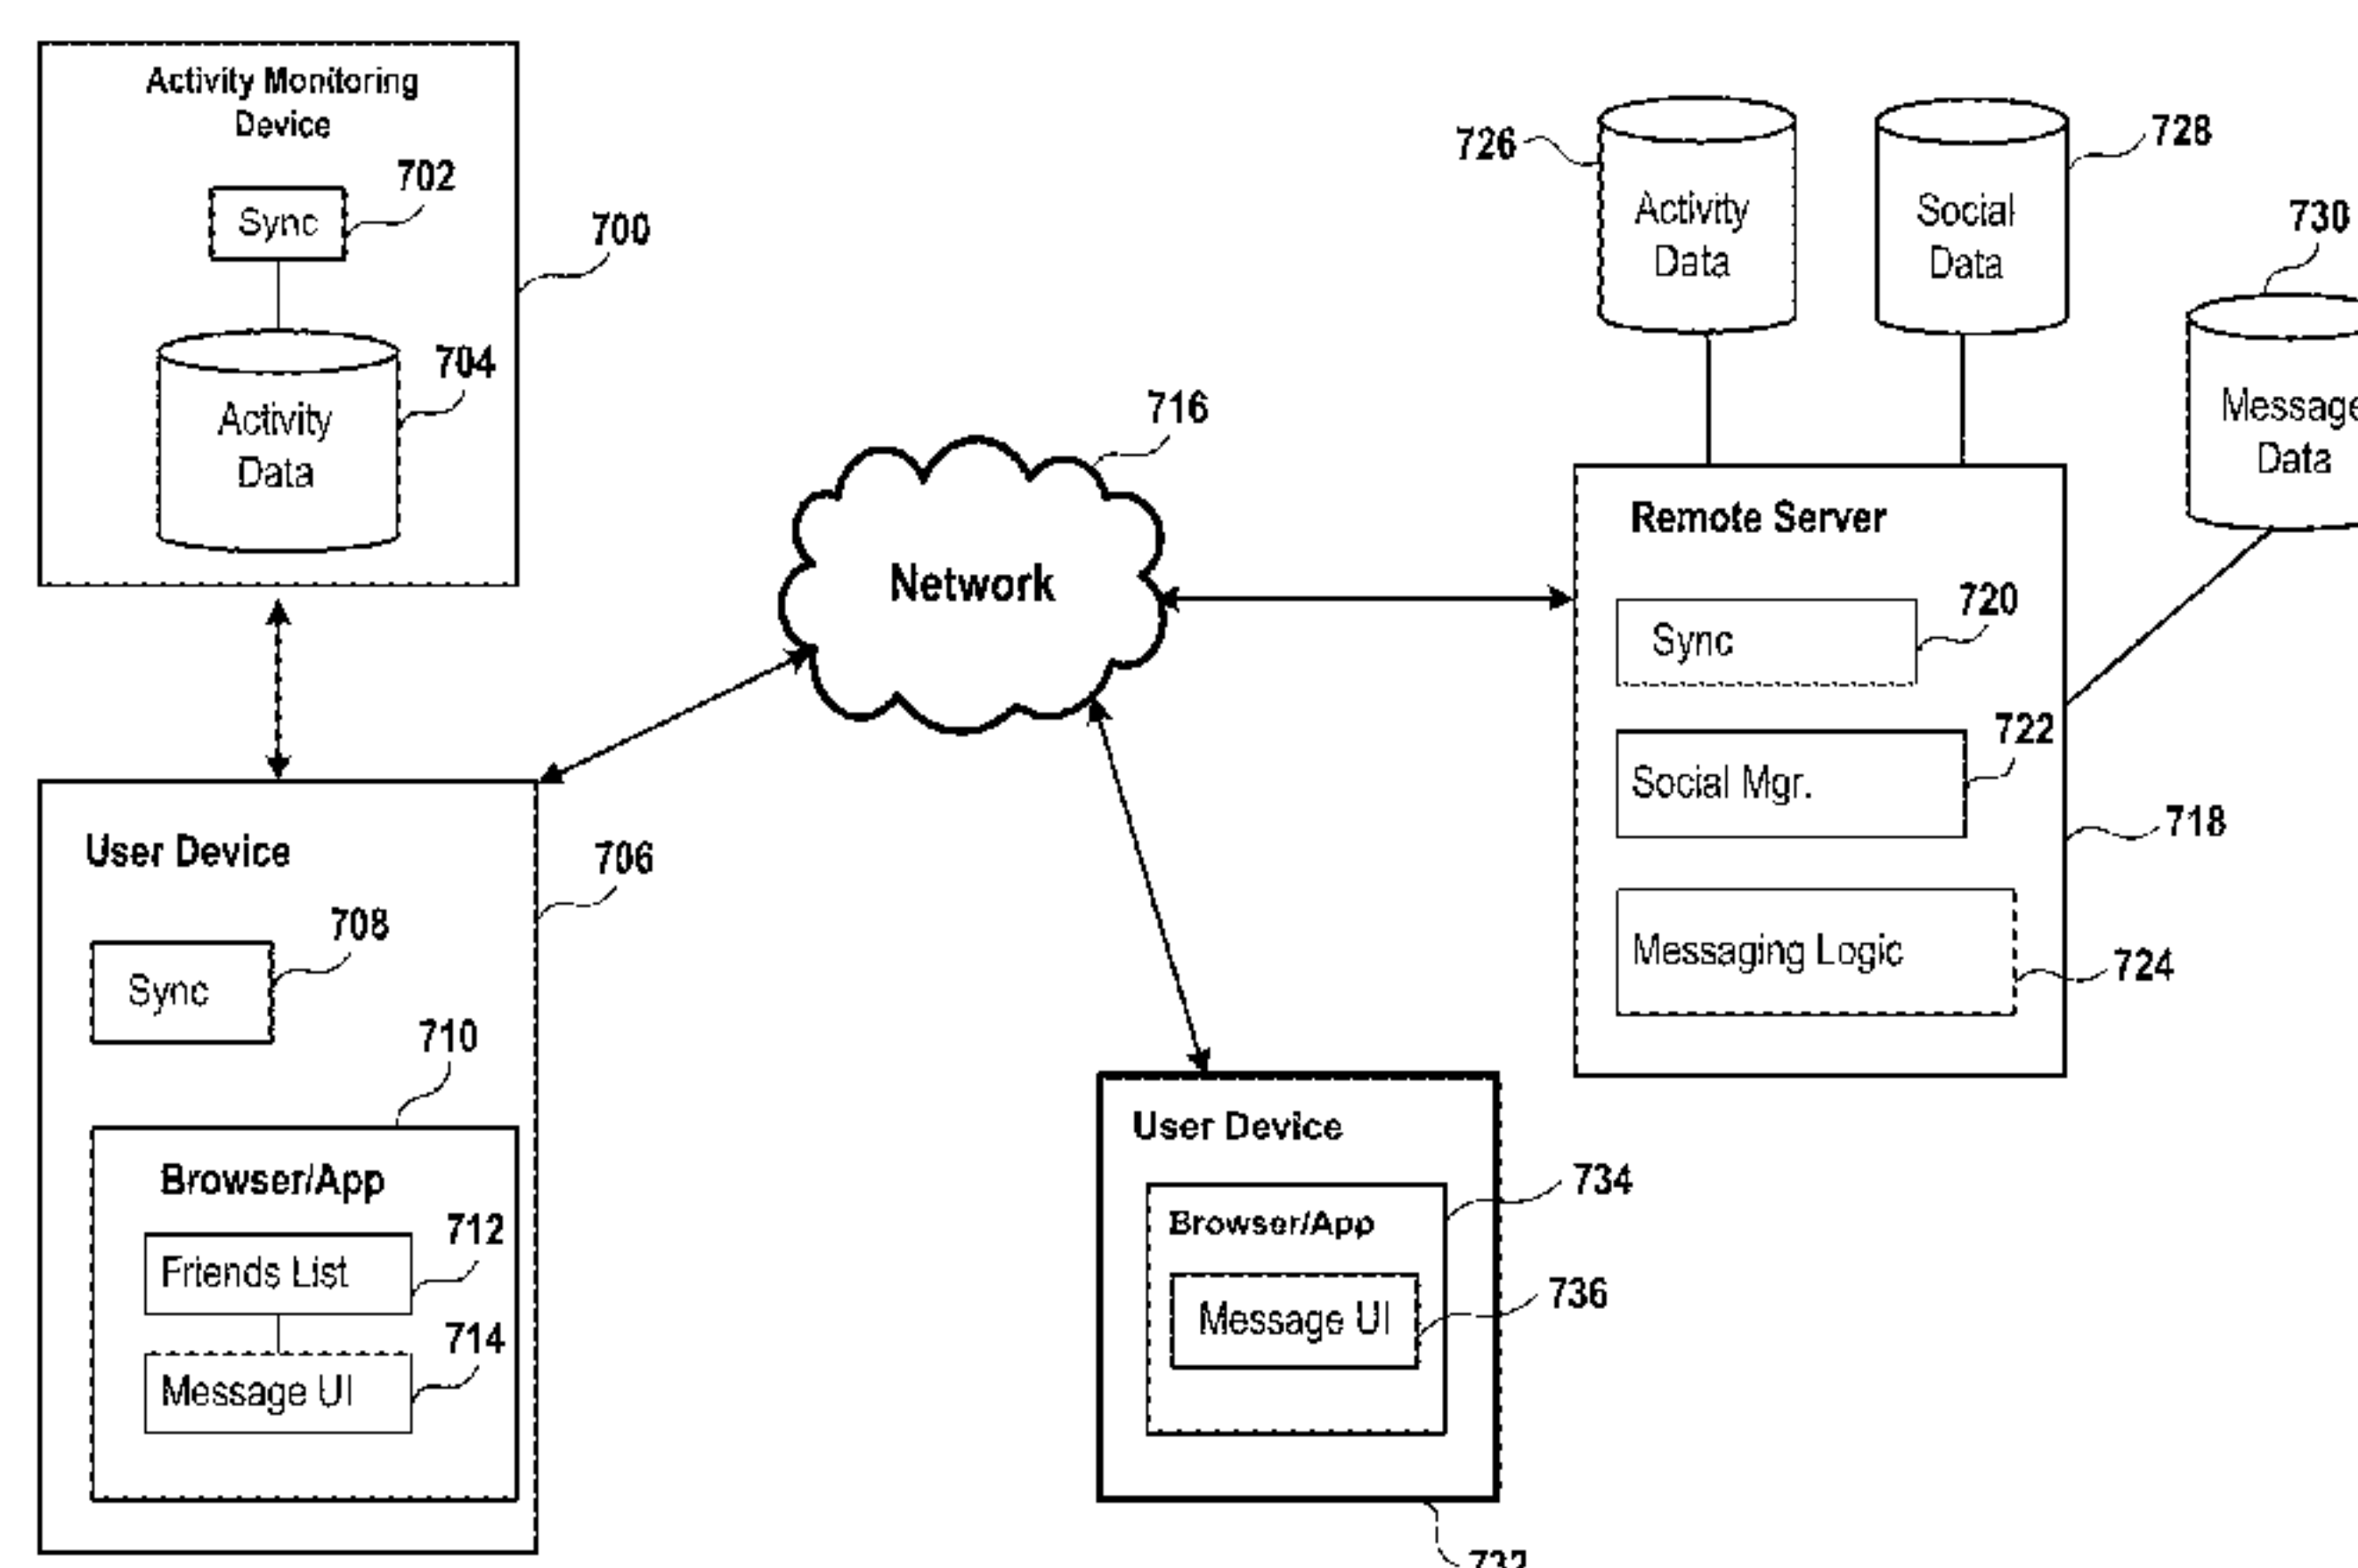 Activity Monitoring
Device
702
Sync
700
704
Activity
Data
726
Activity
Data
728
Social
Data
730
Message
Data
716
Network
Remote Server
720
Sync
722
Social Mgr.
718
Messaging Logic
724
User Device
706
708
Sync
710
Browser/App
712
Friends List
714
Message UI
User Device
734
Browser/App
736
Message UI
732